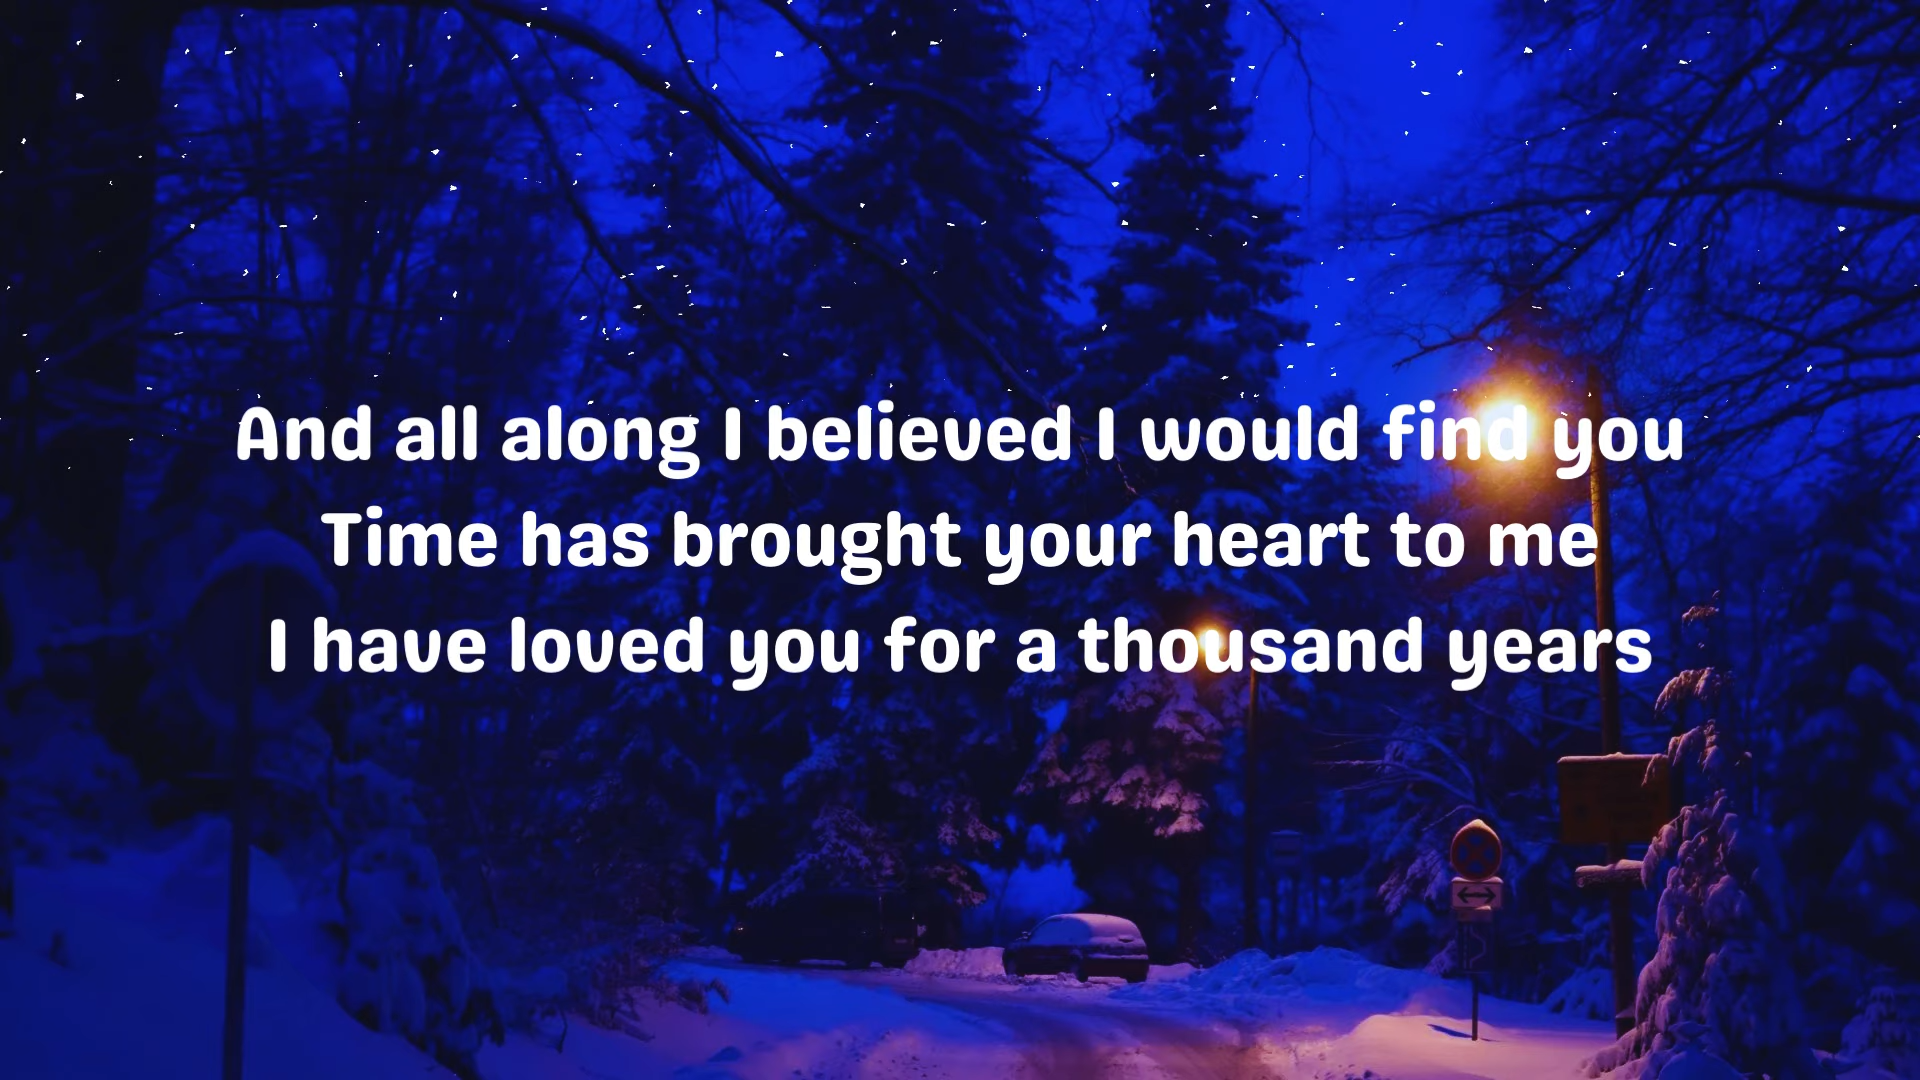 And all along I believed I would find you
Time has brought your heart to me
I have loved you for a thousand years